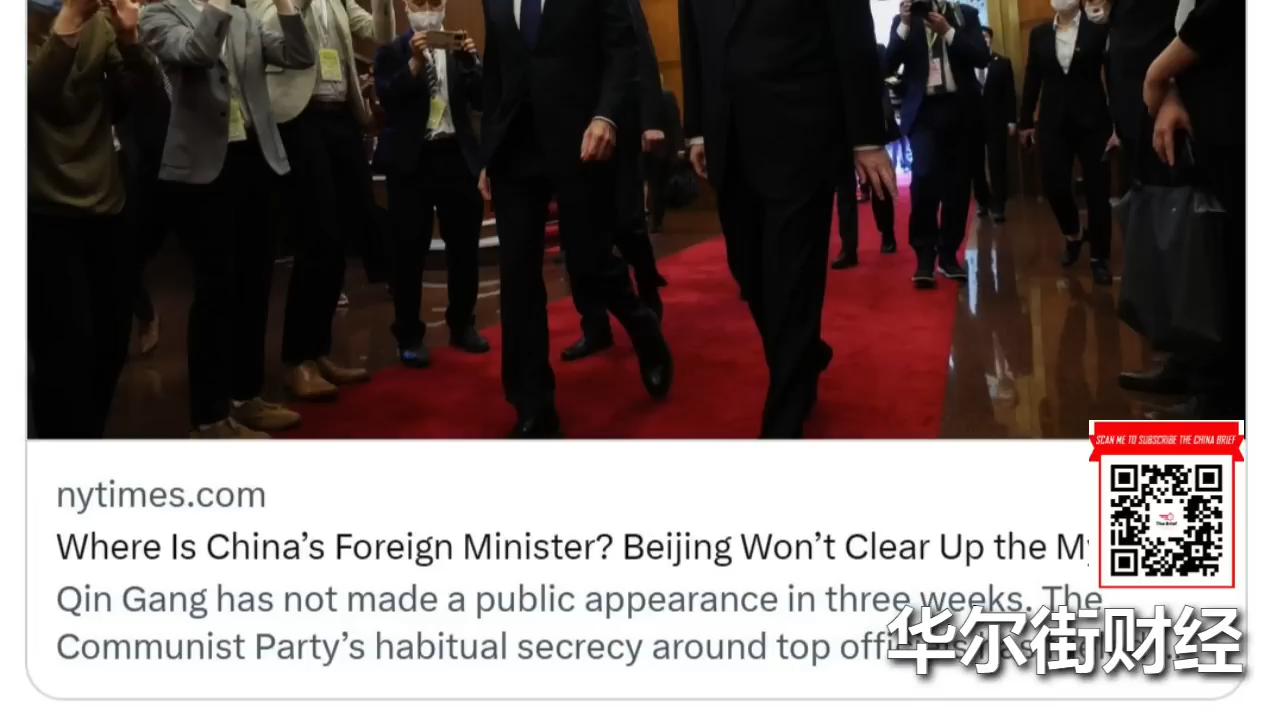 nytimes.com
SCAN ME TO SUBSCRIBE THE CHINA BRIEF
The Brief
Where Is China’s Foreign Minister? Beijing Won’t Clear Up the
Qin Gang has not made a public appearance in three weeks. The
Communist Party’s habitual secrecy around top
华尔街财经